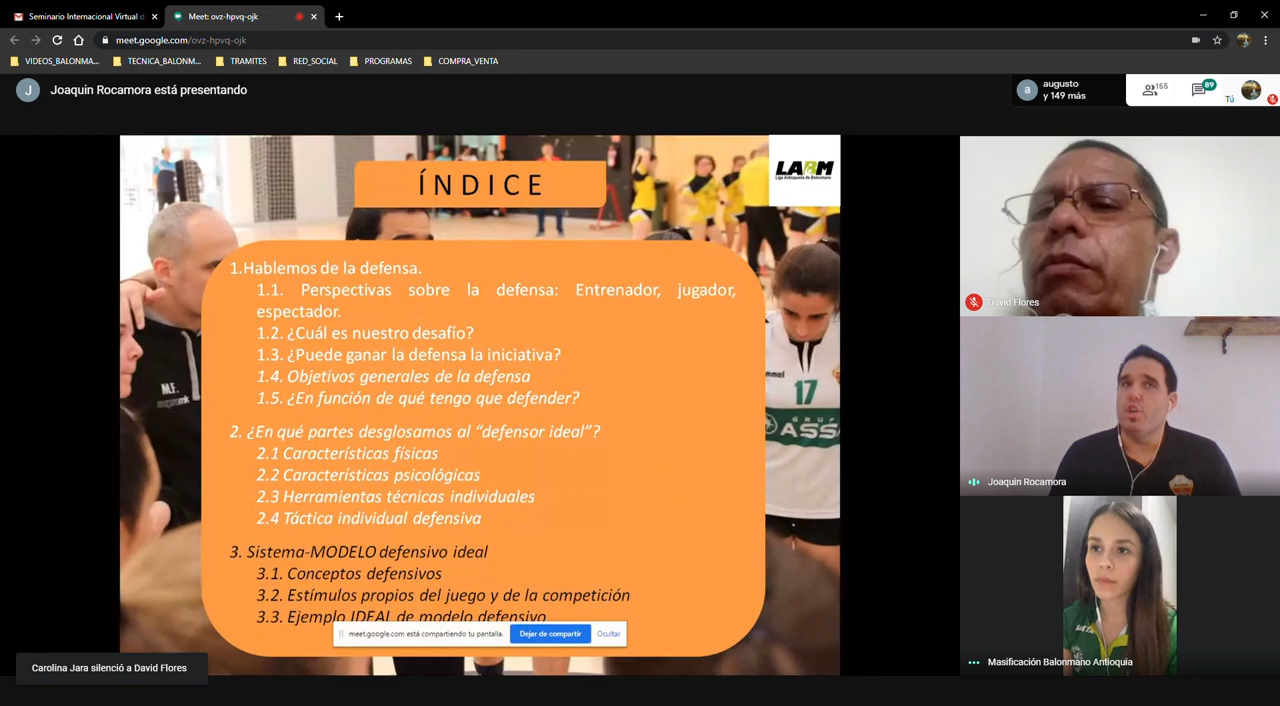 Seminario Internacional Virtual d
Meet: ovz-hpvq-ojk
meet.google.com/ovz-hpvq-ojk
VIDEOS_BALONMA...
TECNICA_BALONM...
TRAMITES
RED_SOCIAL
PROGRAMAS
COMPRA_VENTA
J
Joaquin Rocamora está presentando
a
augusto
y 149 más
155
89
Tú
ÍNDICE
LABM
Liga Antioqueña de Balonmano
1.Hablemos de la defensa.
1.1. Perspectivas sobre la defensa: Entrenador, jugador,
espectador.
1.2. ¿Cuál es nuestro desafío?
1.3. ¿Puede ganar la defensa la iniciativa?
1.4. Objetivos generales de la defensa
1.5. ¿En función de qué tengo que defender?
2. ¿En qué partes desglosamos al “defensor ideal”?
2.1 Características físicas
2.2 Características psicológicas
2.3 Herramientas técnicas individuales
2.4 Táctica individual defensiva
3. Sistema-MODELO defensivo ideal
3.1. Conceptos defensivos
3.2. Estímulos propios del juego y de la competición
3.3. Ejemplo IDEAL de modelo defensivo
M.F.
17
ASS
meet.google.com está compartiendo tu pantalla.
Dejar de compartir
Ocultar
David Flores
Joaquin Rocamora
Masificación Balonmano Antioquia
Carolina Jara silenció a David Flores